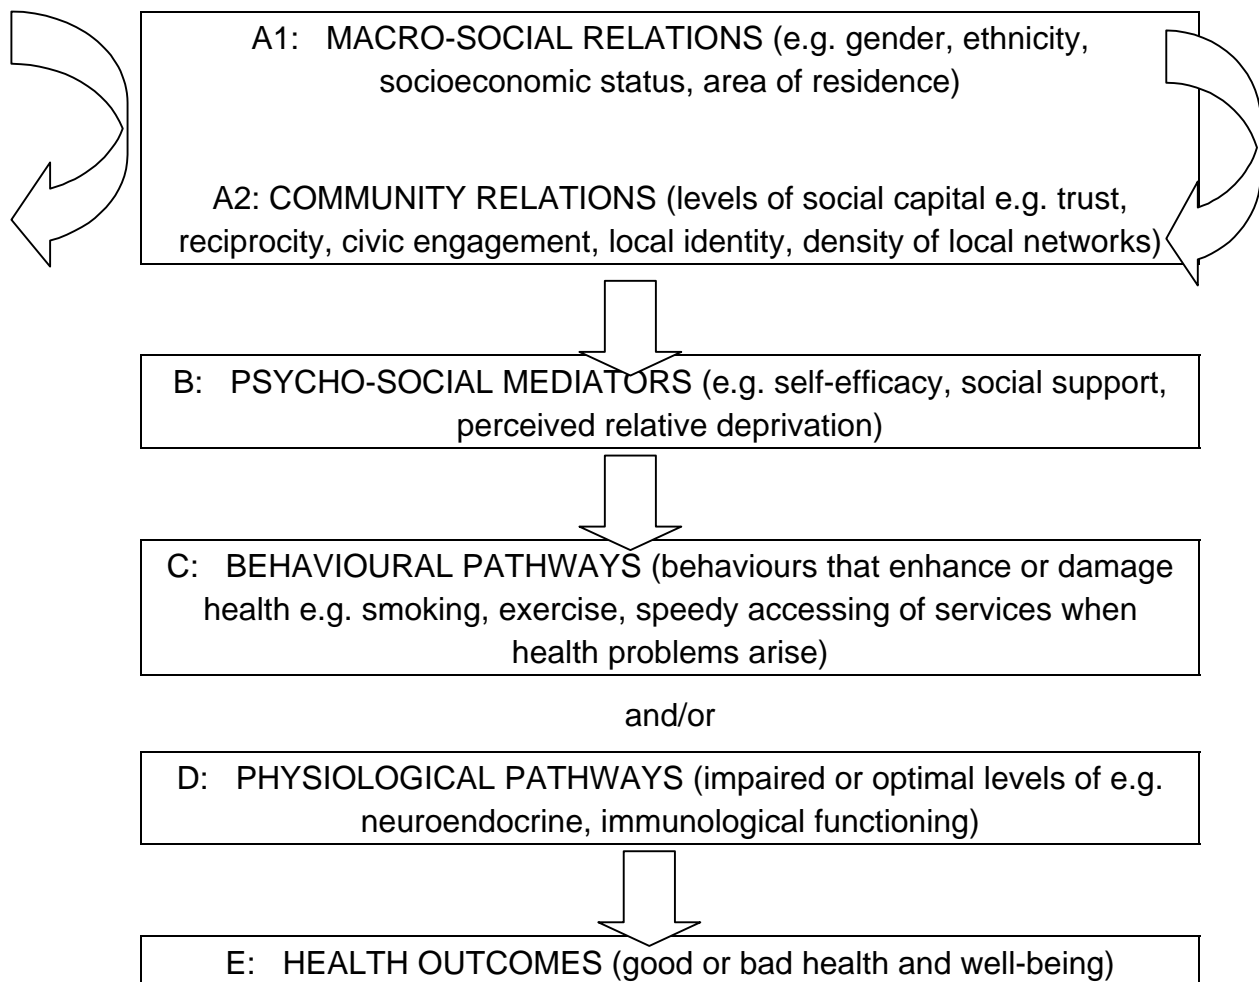 A1: MACRO-SOCIAL RELATIONS (e.g. gender, ethnicity,
socioeconomic status, area of residence)
A2: COMMUNITY RELATIONS (levels of social capital e.g. trust,
reciprocity, civic engagement, local identity, density of local networks)
B: PSYCHO-SOCIAL MEDIATORS (e.g. self-efficacy, social support,
perceived relative deprivation)
C: BEHAVIOURAL PATHWAYS (behaviours that enhance or damage
health e.g. smoking, exercise, speedy accessing of services when
health problems arise)
and/or
D: PHYSIOLOGICAL PATHWAYS (impaired or optimal levels of e.g.
neuroendocrine, immunological functioning)
E: HEALTH OUTCOMES (good or bad health and well-being)